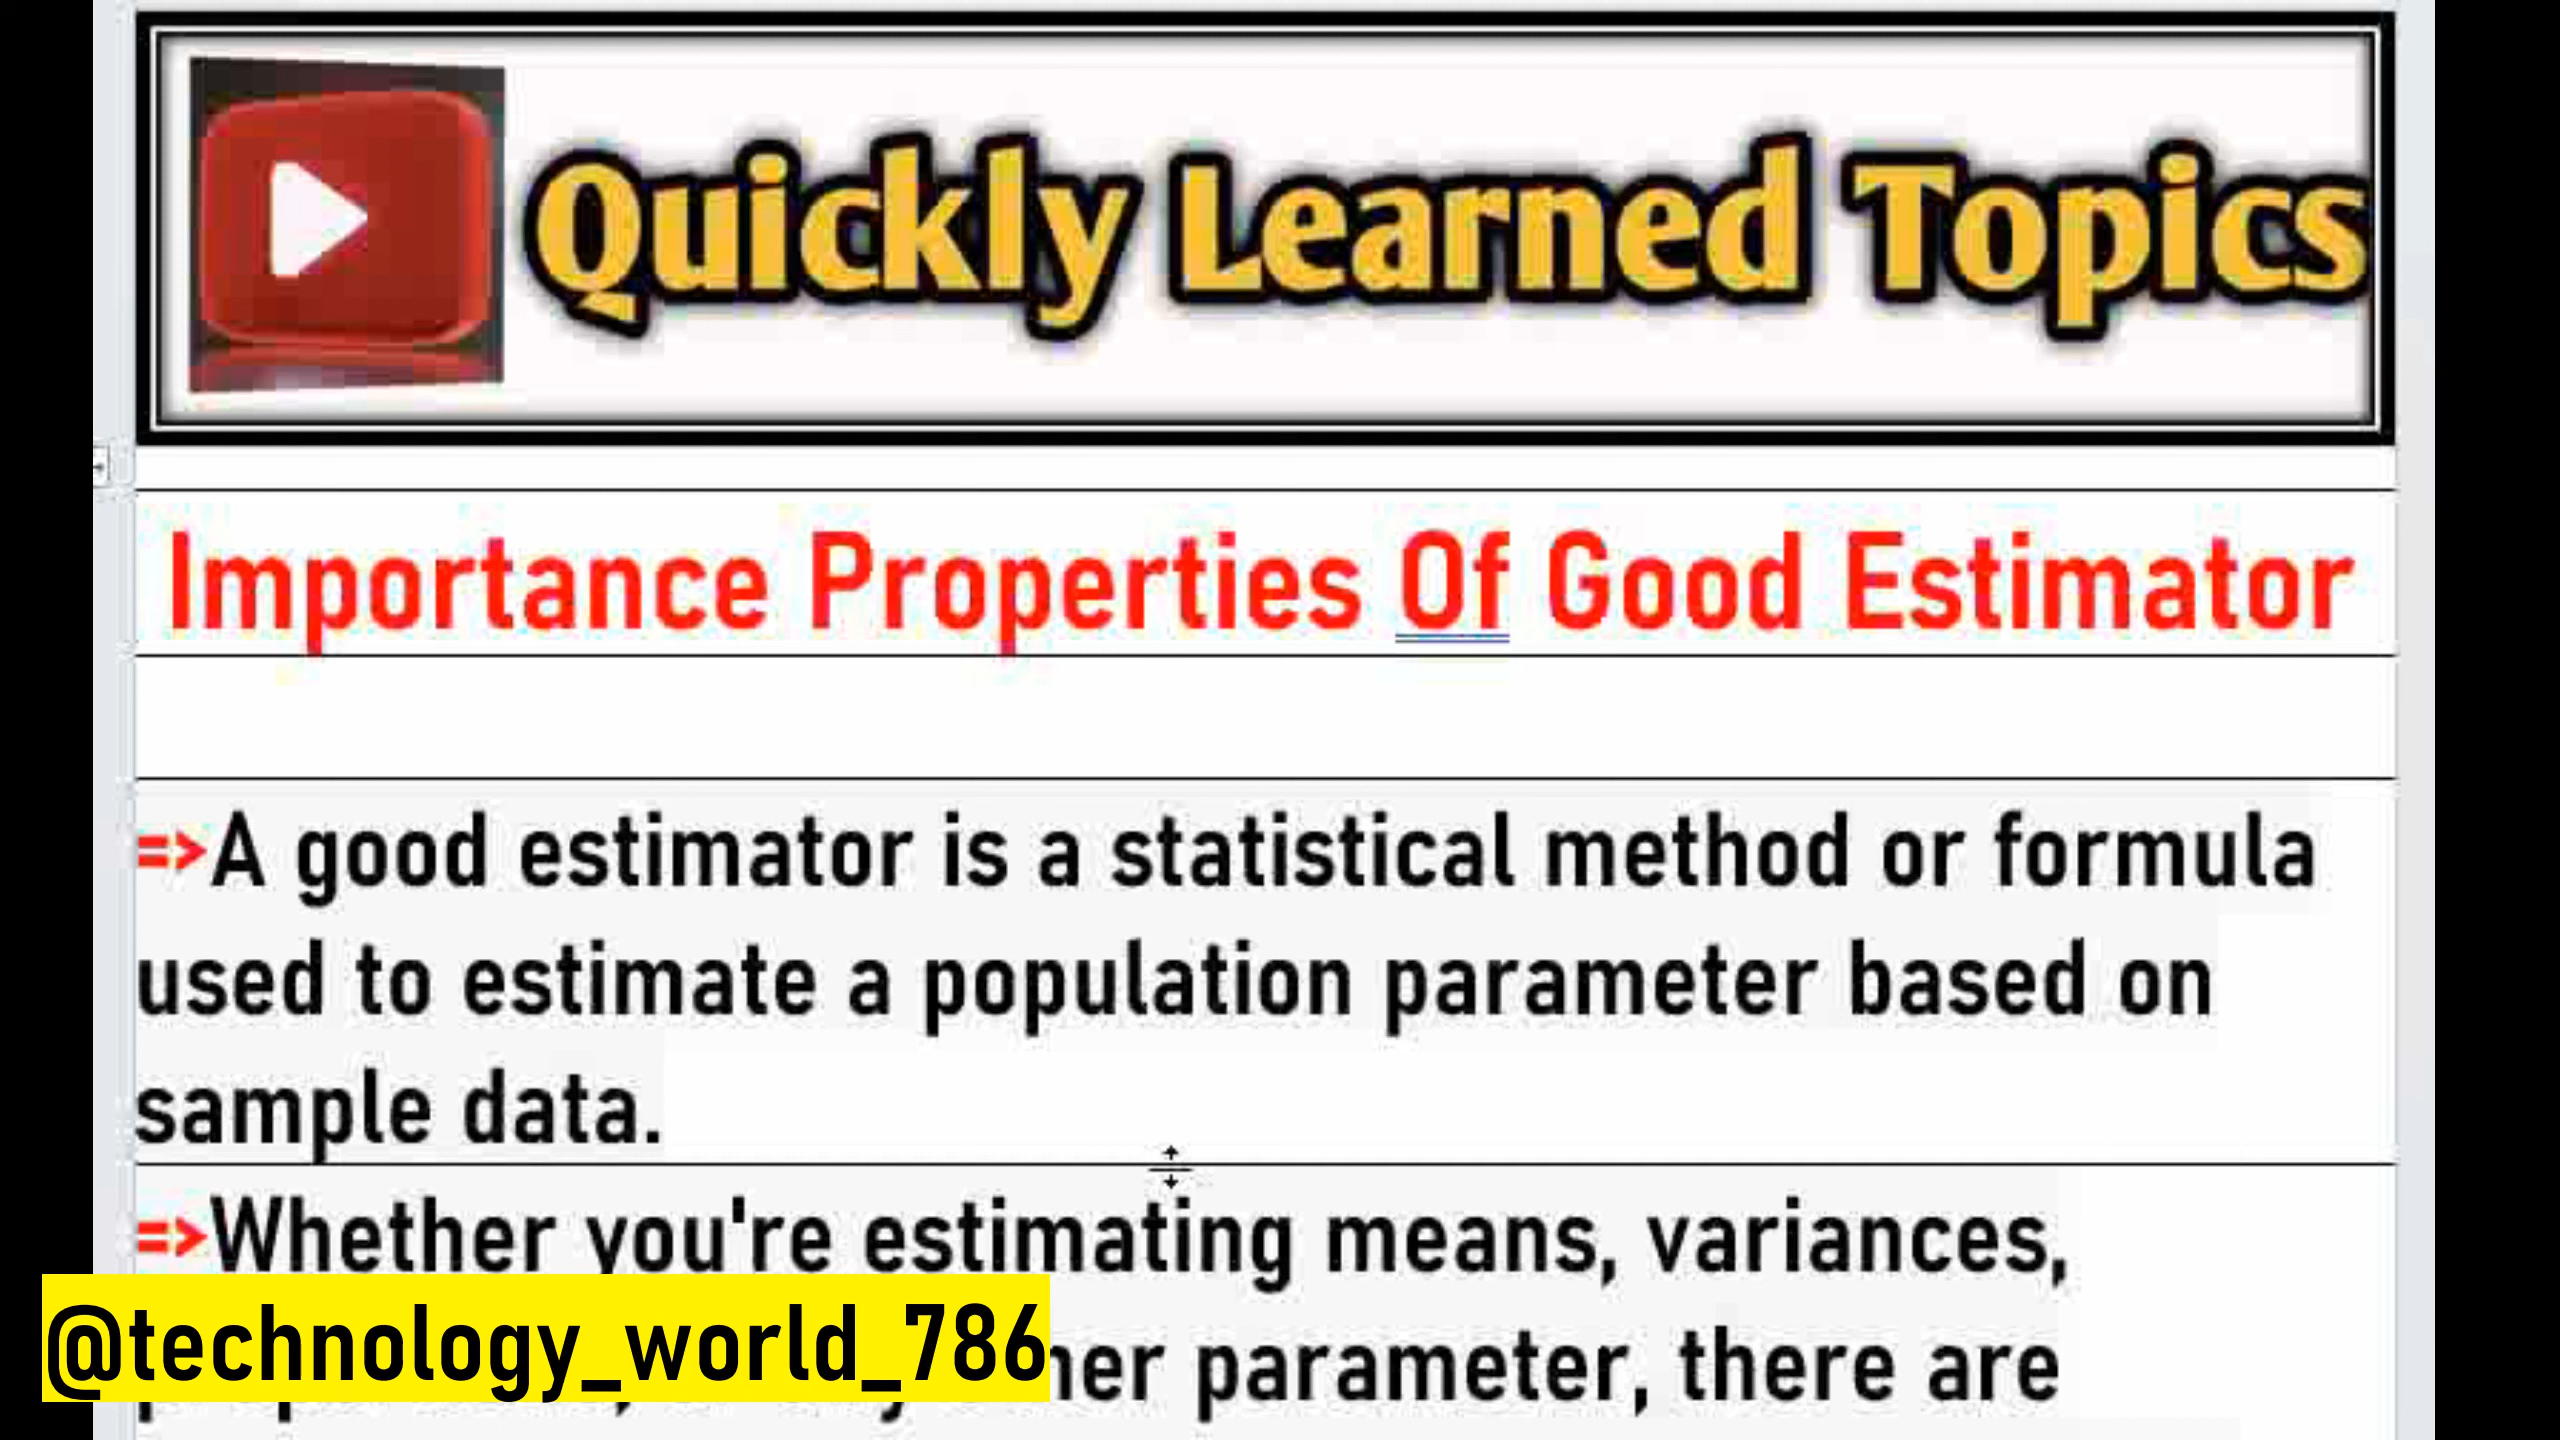 Quickly Learned Topics
Importance Properties Of Good Estimator
=>A good estimator is a statistical method or formula
used to estimate a population parameter based on
sample data.
=>Whether you're estimating means, variances,
@technology_world_786
parameter, there are